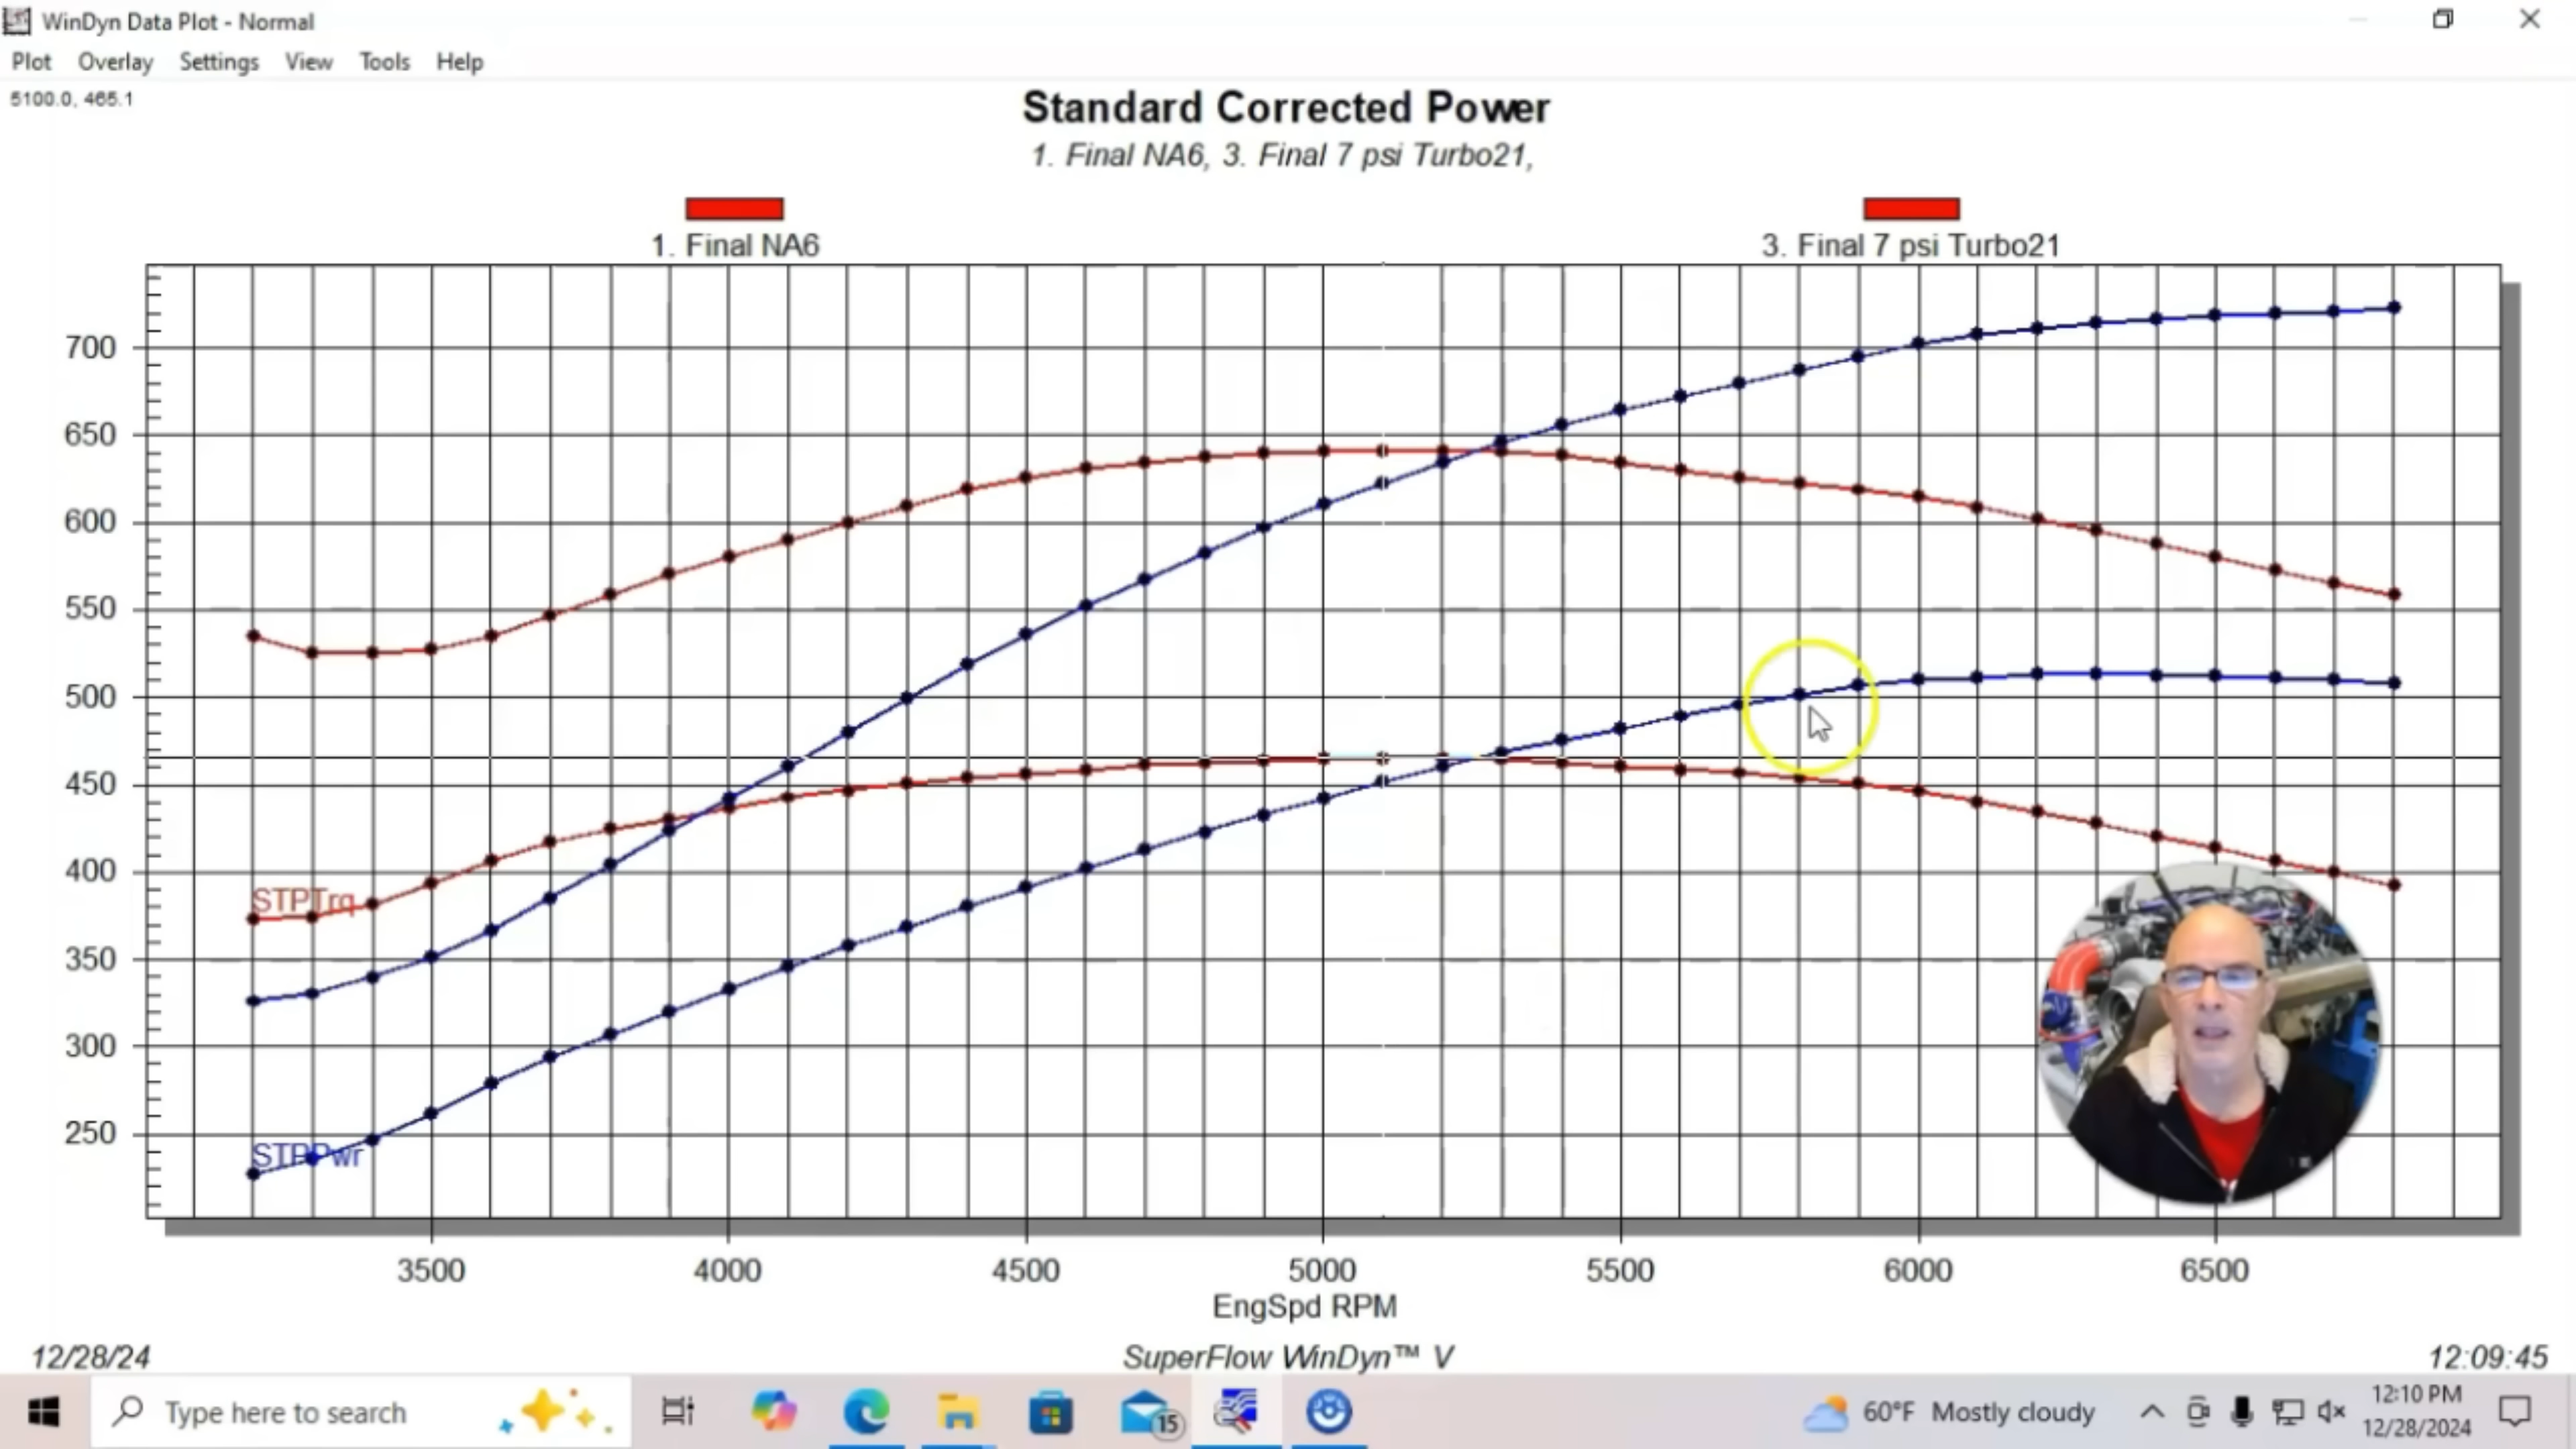 WinDyn Data Plot - Normal
Plot Overlay Settings View Tools Help
5100.0, 465.1
Standard Corrected Power
1. Final NA6, 3. Final 7 psi Turbo21,
1. Final NA6
3. Final 7 psi Turbo21
700
650
600
550
500
450
400
350
300
250
STPTrq
STPPwr
3500 4000 4500 5000 5500 6000 6500
EngSpd RPM
12/28/24 SuperFlow WinDyn™ V 12:09:45
Type here to search
15
60°F Mostly cloudy
12:10 PM
12/28/2024